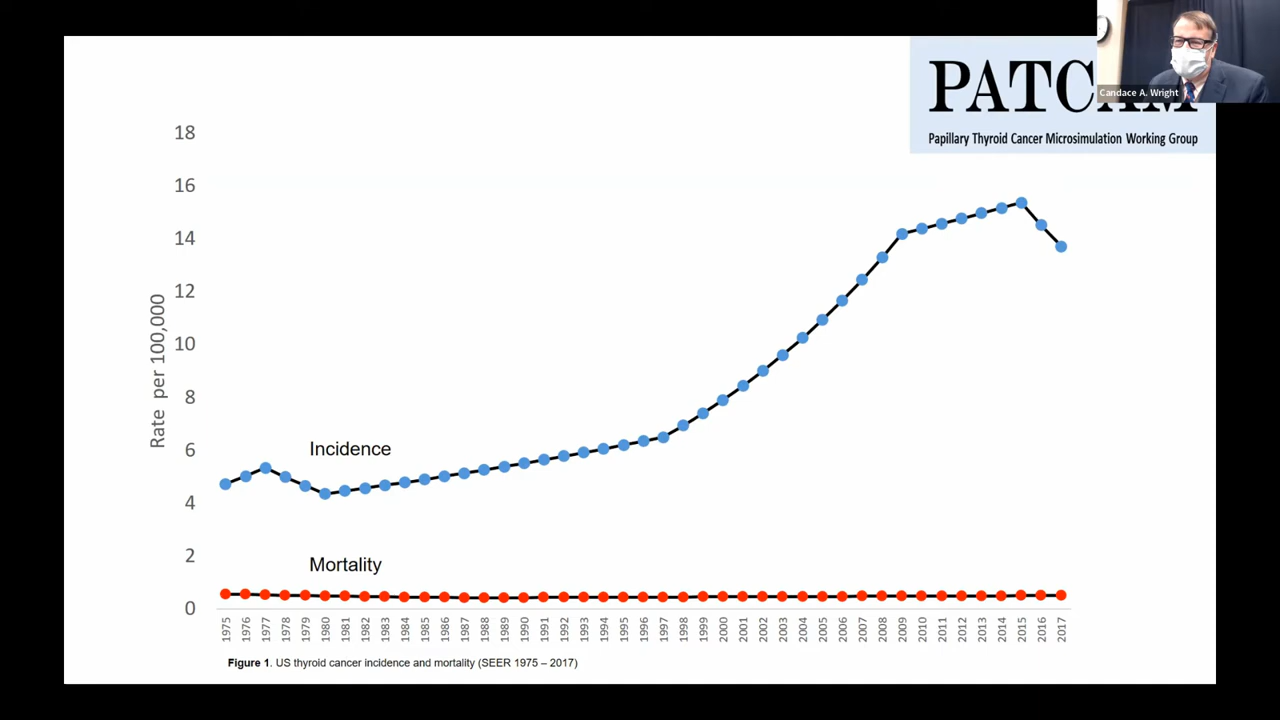 PATCAM
Candace A. Wright
Papillary Thyroid Cancer Microsimulation Working Group
18
16
14
12
10
8
6
4
2
0
Rate per 100,000
Incidence
Mortality
1975 1976 1977 1978 1979 1980 1981 1982 1983 1984 1985 1986 1987 1988 1989 1990 1991 1992 1993 1994 1995 1996 1997 1998 1999 2000 2001 2002 2003 2004 2005 2006 2007 2008 2009 2010 2011 2012 2013 2014 2015 2016 2017
Figure 1. US thyroid cancer incidence and mortality (SEER 1975 – 2017)